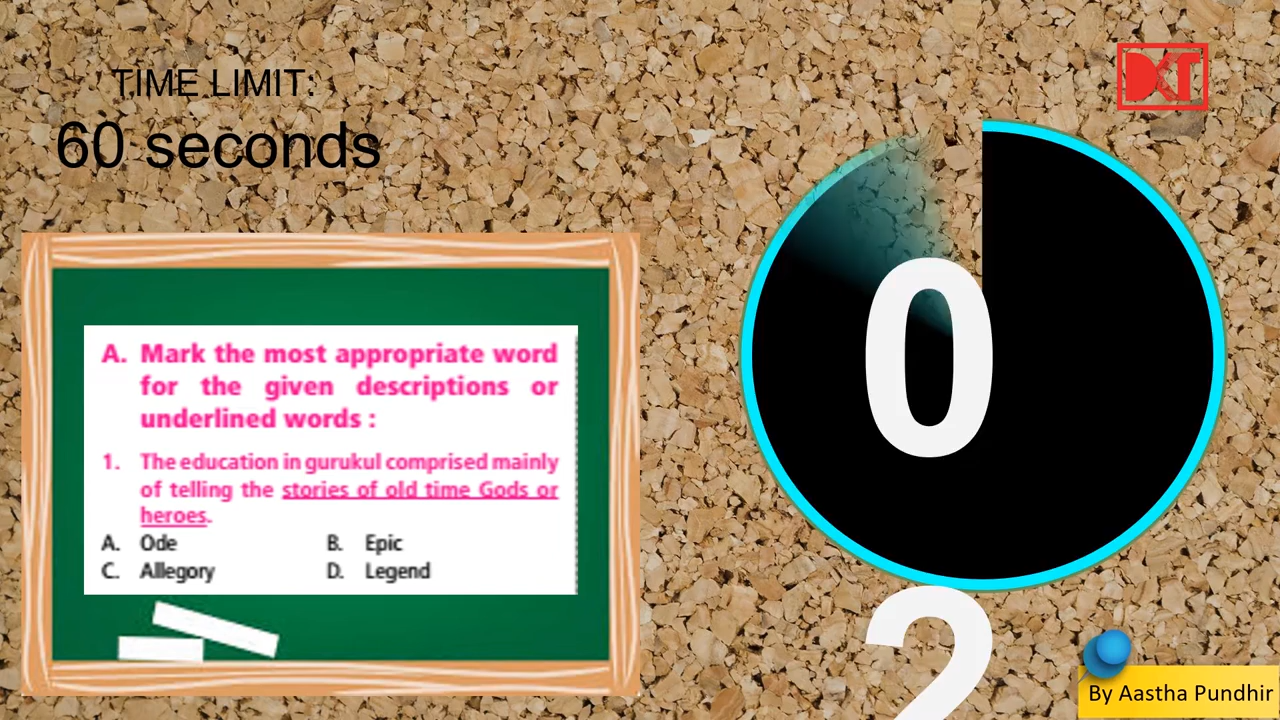 TIME LIMIT:
60 seconds
DKT
A. Mark the most appropriate word
for the given descriptions or
underlined words :
1. The education in gurukul comprised mainly
of telling the stories of old time Gods or
heroes.
A. Ode B. Epic
C. Allegory D. Legend
0
2
By Aastha Pundhir